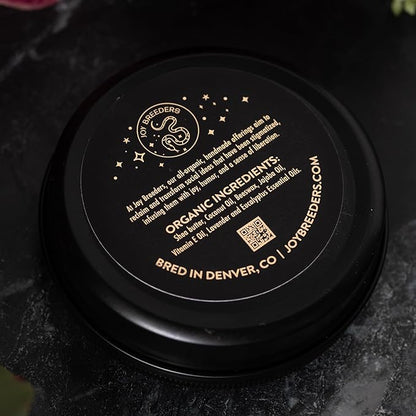 JOY BREEDERS
At Joy Breeders, our all-organic, handmade offerings aim to
reclaim and transform social ideas that have been stigmatized,
infusing them with joy, humor, and a sense of liberation.
ORGANIC INGREDIENTS:
Shea butter, Coconut Oil, Beeswax, Jojoba Oil,
Vitamin E Oil, Lavender and Eucalyptus Essential Oils.
BRED IN DENVER, CO | JOYBREEDERS.COM